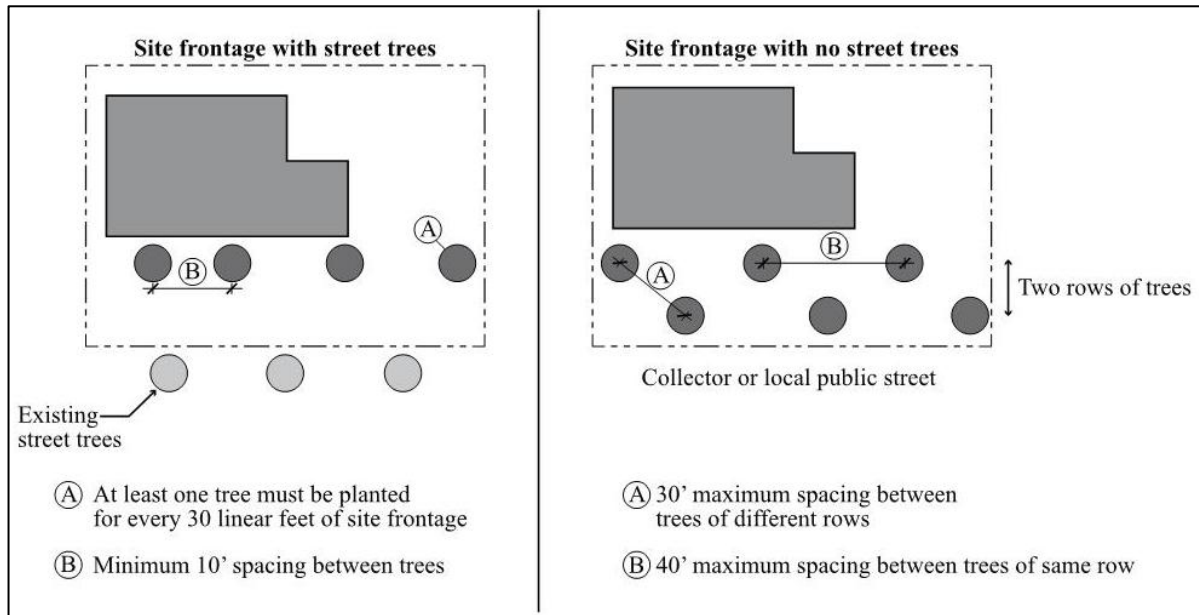 Site frontage with street trees
A
B
Existing
street trees
A At least one tree must be planted
for every 30 linear feet of site frontage
B Minimum 10’ spacing between trees
Site frontage with no street trees
B
A
Two rows of trees
Collector or local public street
A 30’ maximum spacing between
trees of different rows
B 40’ maximum spacing between trees of same row